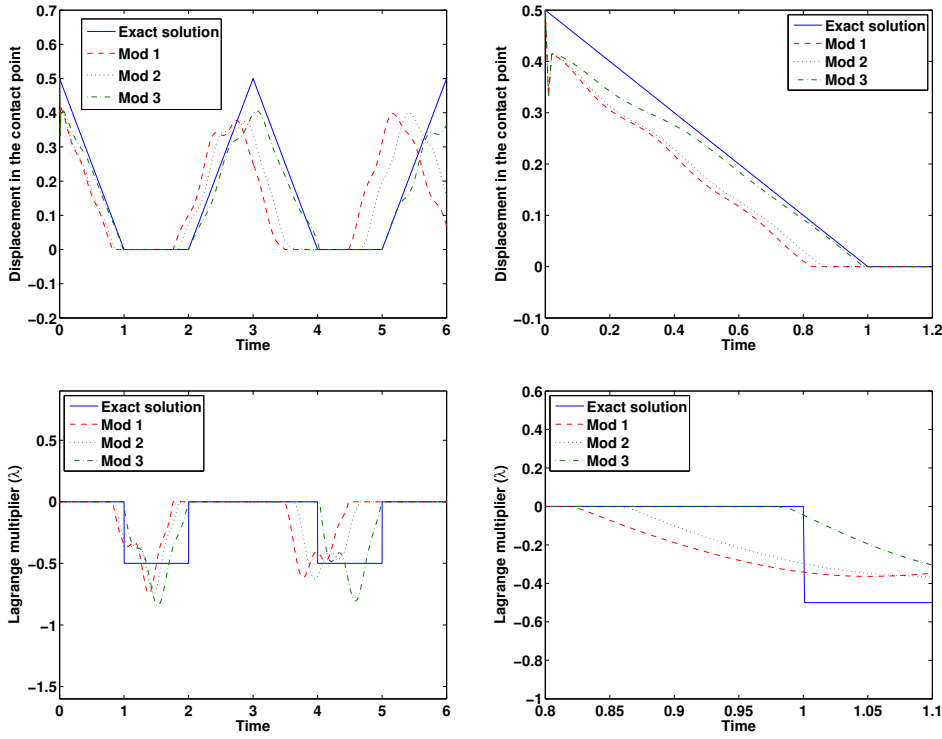 0.7
0.6
0.5
0.4
0.3
0.2
0.1
0
−0.1
−0.2
Displacement in the contact point
Exact solution
Mod 1
Mod 2
Mod 3
0 1 2 3 4 5 6
Time
0.5
0.4
0.3
0.2
0.1
0
−0.1
Displacement in the contact point
Exact solution
Mod 1
Mod 2
Mod 3
0 0.2 0.4 0.6 0.8 1 1.2
Time
0.5
0
−0.5
−1
−1.5
Lagrange multiplier (λ)
Exact solution
Mod 1
Mod 2
Mod 3
0 1 2 3 4 5 6
Time
0.6
0.4
0.2
0
−0.2
−0.4
−0.6
−0.8
−1
Lagrange multiplier (λ)
Exact solution
Mod 1
Mod 2
Mod 3
0.8 0.85 0.9 0.95 1 1.05 1.1
Time